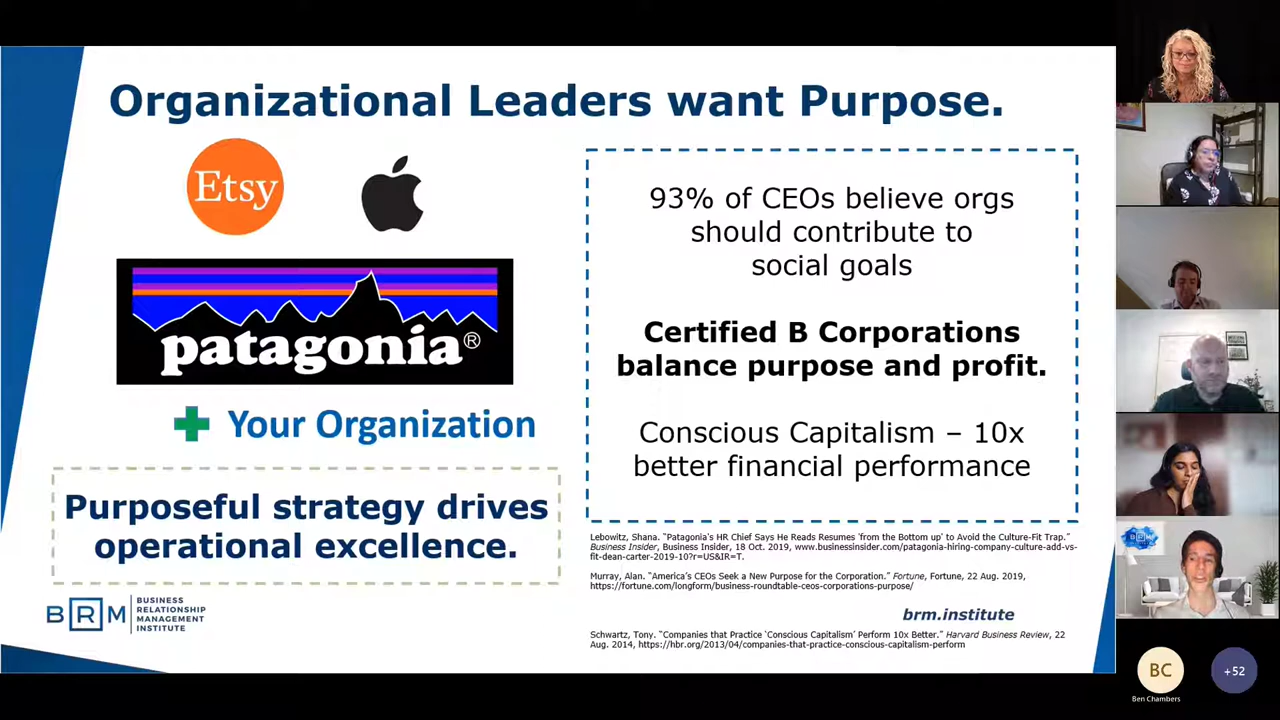 Organizational Leaders want Purpose.
Etsy
patagonia®
Your Organization
Purposeful strategy drives
operational excellence.
BRM
BUSINESS
RELATIONSHIP
MANAGEMENT
INSTITUTE
93% of CEOs believe orgs
should contribute to
social goals
Certified B Corporations
balance purpose and profit.
Conscious Capitalism – 10x
better financial performance
Lebowitz, Shana. “Patagonia's HR Chief Says He Reads Resumes 'from the Bottom up' to Avoid the Culture-Fit Trap.”
Business Insider, Business Insider, 18 Oct. 2019, www.businessinsider.com/patagonia-hiring-company-culture-add-vs-
fit-dean-carter-2019-10?r=US&IR=T.
Murray, Alan. “America's CEOs Seek a New Purpose for the Corporation.” Fortune, Fortune, 22 Aug. 2019,
https://fortune.com/longform/business-roundtable-ceos-corporations-purpose/
brm.institute
Schwartz, Tony. “Companies that Practice 'Conscious Capitalism' Perform 10x Better.” Harvard Business Review, 22
Aug. 2014, https://hbr.org/2013/04/companies-that-practice-conscious-capitalism-perform
BC
Ben Chambers
+52